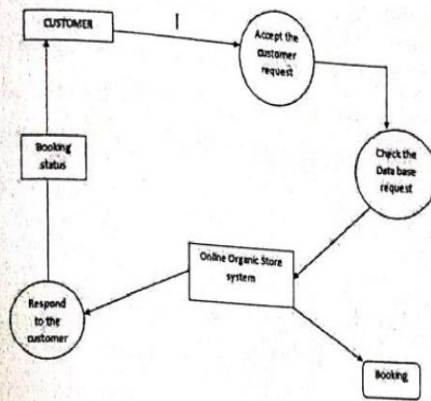 CUSTOMER
Accept the
customer
request
Check the
Data base
request
Booking
status
Online Organic Store
system
Respond
to the
customer
Booking